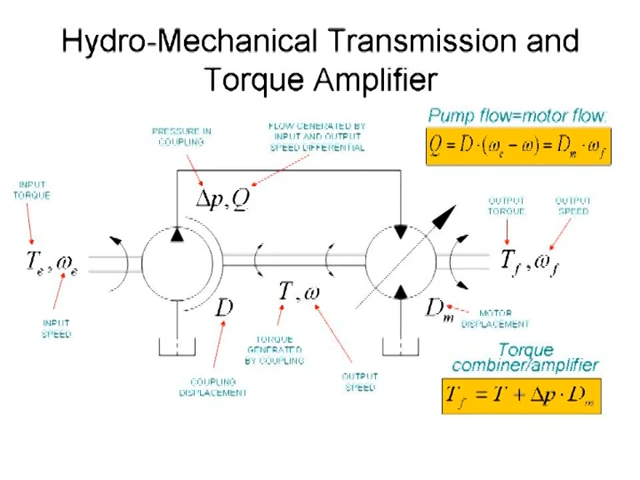 Hydro-Mechanical Transmission and
Torque Amplifier
Pump flow=motor flow:
Q = D·(ωe − ω) = Dm·ωf
PRESSURE IN
COUPLING
FLOW GENERATED BY
INPUT AND OUTPUT
SPEED DIFFERENTIAL
INPUT
TORQUE
Δp,Q
OUTPUT
TORQUE
OUTPUT
SPEED
Te,ωe
Tf,ωf
T,ω
D
Dm
INPUT
SPEED
MOTOR
DISPLACEMENT
TORQUE
GENERATED
BY COUPLING
Torque
combiner/amplifier
COUPLING
DISPLACEMENT
OUTPUT
SPEED
Tf = T + Δp·Dm